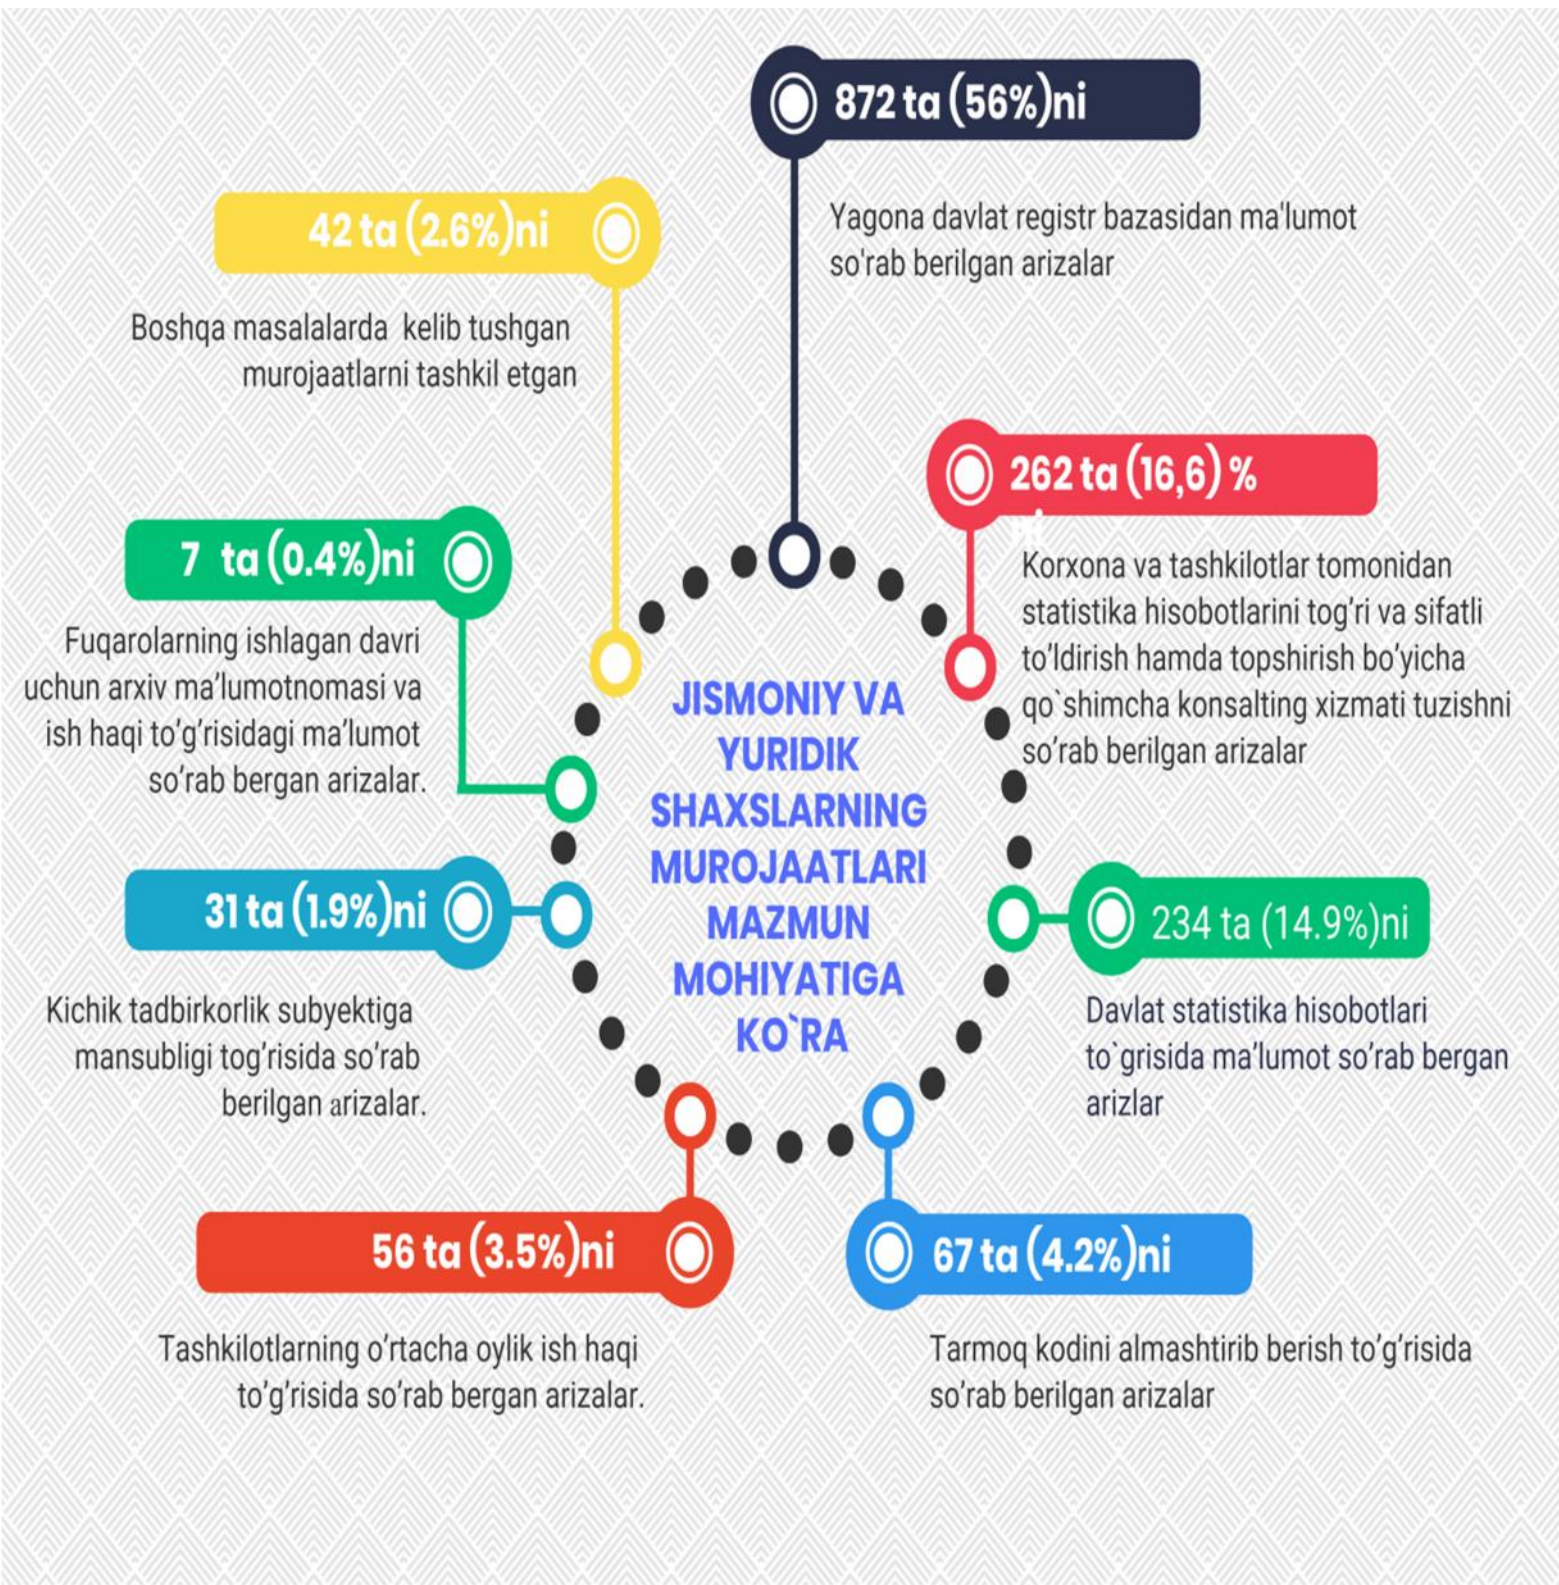 872 ta (56%)ni
Yagona davlat registr bazasidan ma'lumot
so'rab berilgan arizalar
42 ta (2.6%)ni
Boshqa masalalarda kelib tushgan
murojaatlarni tashkil etgan
262 ta (16,6) %
ni
Korxona va tashkilotlar tomonidan
statistika hisobotlarini tog’ri va sifatli
to’ldirish hamda topshirish bo’yicha
qo`shimcha konsalting xizmati tuzishni
so’rab berilgan arizalar
7 ta (0.4%)ni
Fuqarolarning ishlagan davri
uchun arxiv ma’lumotnomasi va
ish haqi to’g’risidagi ma’lumot
so’rab bergan arizalar.
JISMONIY VA
YURIDIK
SHAXSLARNING
MUROJAATLARI
MAZMUN
MOHIYATIGA
KO`RA
31 ta (1.9%)ni
Kichik tadbirkorlik subyektiga
mansubligi tog’risida so’rab
berilgan arizalar.
234 ta (14.9%)ni
Davlat statistika hisobotlari
to`grisida ma’lumot so’rab bergan
arizlar
56 ta (3.5%)ni
Tashkilotlarning o’rtacha oylik ish haqi
to’g’risida so’rab bergan arizalar.
67 ta (4.2%)ni
Tarmoq kodini almashtirib berish to’g’risida
so’rab berilgan arizalar